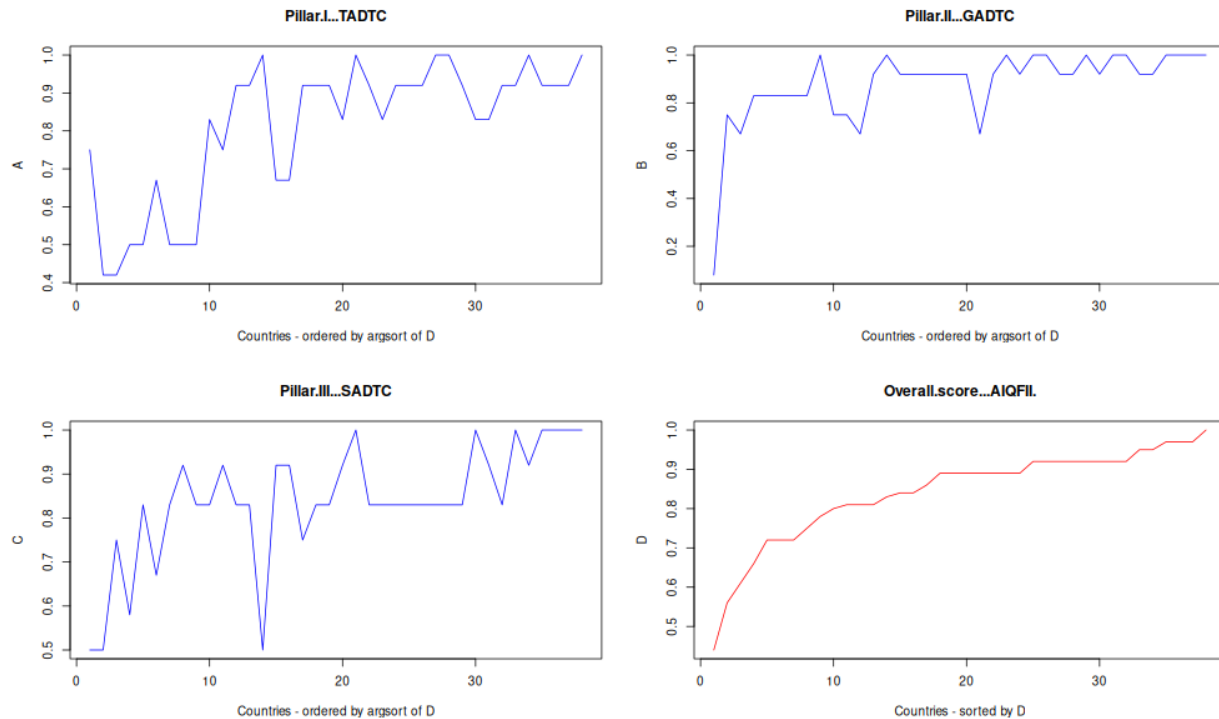 Pillar.I...TADTC
A
1.0
0.9
0.8
0.7
0.6
0.5
0.4
0 10 20 30
Countries - ordered by argsort of D
Pillar.II...GADTC
B
1.0
0.8
0.6
0.4
0.2
0 10 20 30
Countries - ordered by argsort of D
Pillar.III...SADTC
C
1.0
0.9
0.8
0.7
0.6
0.5
0 10 20 30
Countries - ordered by argsort of D
Overall.score...AIQFII.
D
1.0
0.9
0.8
0.7
0.6
0.5
0 10 20 30
Countries - sorted by D